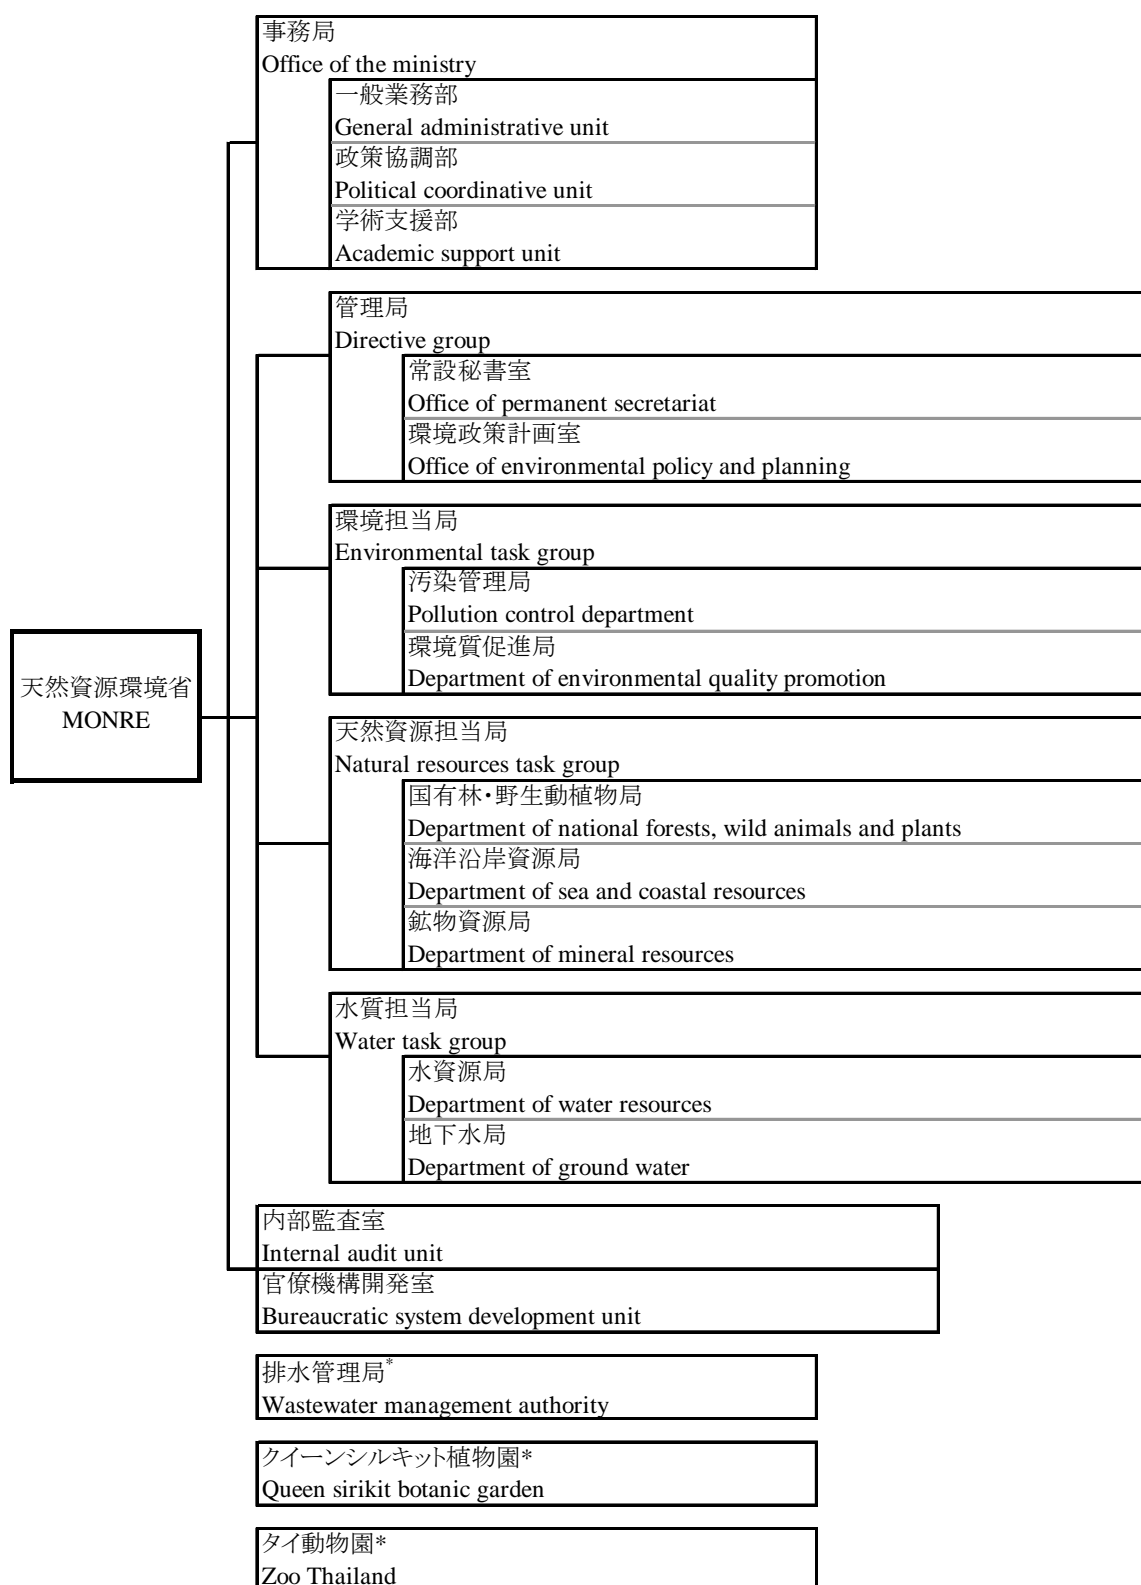 事務局
Office of the ministry
一般業務部
General administrative unit
政策協調部
Political coordinative unit
学術支援部
Academic support unit
管理局
Directive group
常設秘書室
Office of permanent secretariat
環境政策計画室
Office of environmental policy and planning
環境担当局
Environmental task group
汚染管理局
Pollution control department
環境質促進局
Department of environmental quality promotion
天然資源環境省
MONRE
天然資源担当局
Natural resources task group
国有林・野生動植物局
Department of national forests, wild animals and plants
海洋沿岸資源局
Department of sea and coastal resources
鉱物資源局
Department of mineral resources
水質担当局
Water task group
水資源局
Department of water resources
地下水局
Department of ground water
内部監査室
Internal audit unit
官僚機構開発室
Bureaucratic system development unit
排水管理局*
Wastewater management authority
クイーンシルキット植物園*
Queen sirikit botanic garden
タイ動物園*
Zoo Thailand